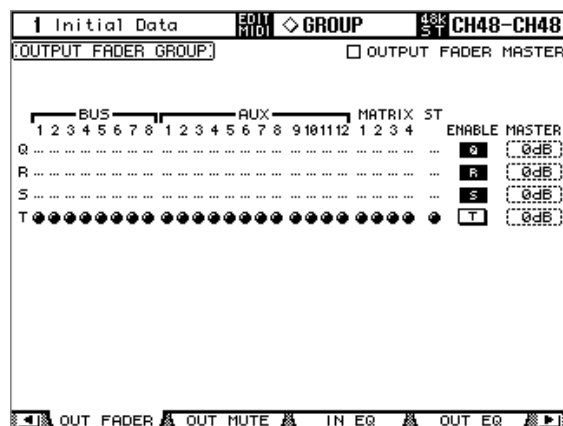 1 Initial Data EDIT MIDI GROUP 48K ST CH48-CH48
OUTPUT FADER GROUP OUTPUT FADER MASTER
BUS AUX MATRIX ST
1 2 3 4 5 6 7 8 1 2 3 4 5 6 7 8 9 10 11 12 1 2 3 4 ENABLE MASTER
Q Q 0dB
R R 0dB
S S 0dB
T T 0dB
OUT FADER OUT MUTE IN EQ OUT EQ